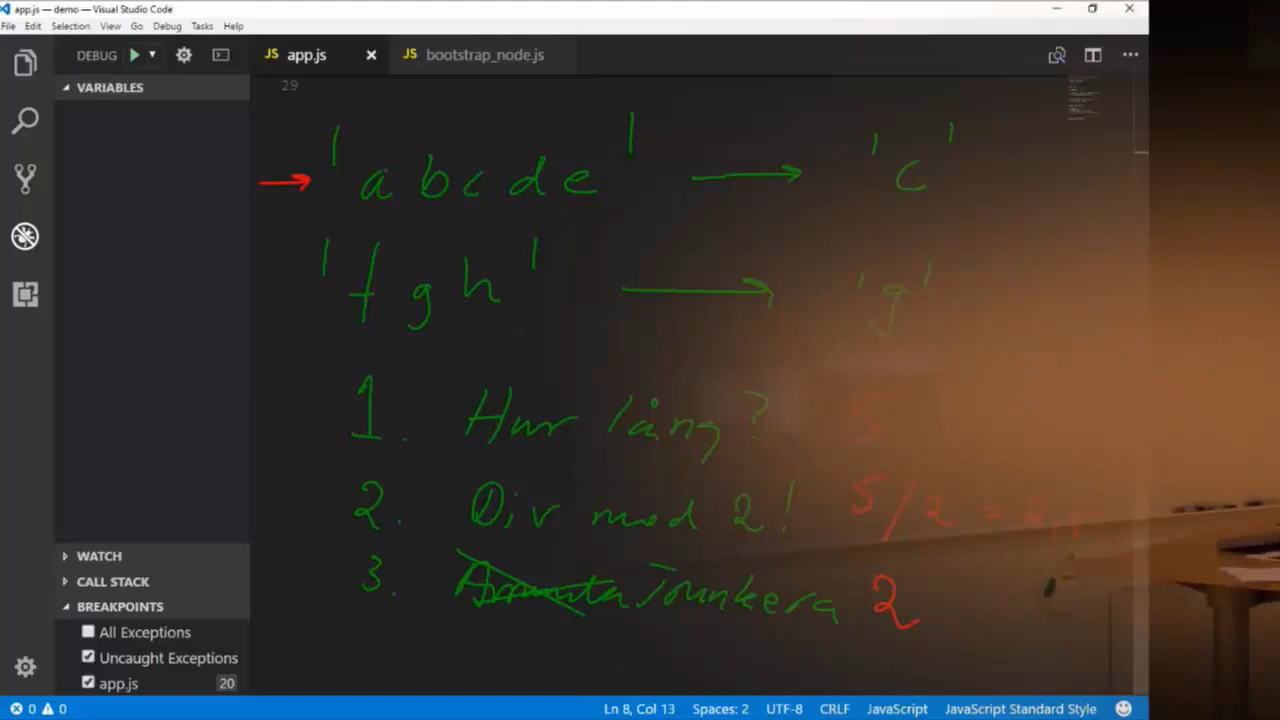 app.js — demo — Visual Studio Code
File Edit Selection View Go Debug Tasks Help
DEBUG
JS app.js
JS bootstrap_node.js
VARIABLES
29
'abcde' → 'c'
'fgh' → 'g'
1. Hur lång? 5
2. Div med 2! 5/2 =
3. Trunkera 2
WATCH
CALL STACK
BREAKPOINTS
All Exceptions
Uncaught Exceptions
app.js 20
0 0 Ln 8, Col 13 Spaces: 2 UTF-8 CRLF JavaScript JavaScript Standard Style